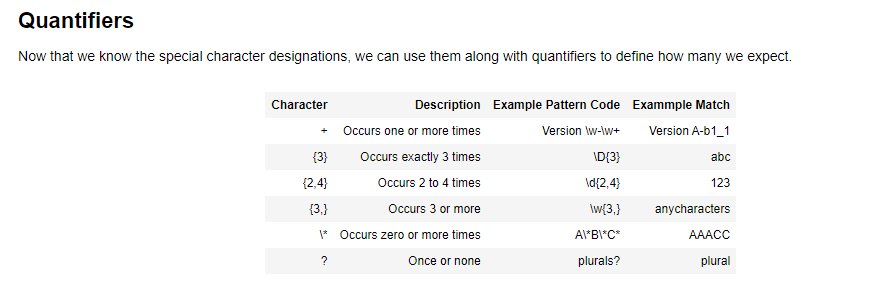 Quantifiers
Now that we know the special character designations, we can use them along with quantifiers to define how many we expect.
Character Description Example Pattern Code Exammple Match
+ Occurs one or more times Version \w-\w+ Version A-b1_1
{3} Occurs exactly 3 times \D{3} abc
{2,4} Occurs 2 to 4 times \d{2,4} 123
{3,} Occurs 3 or more \w{3,} anycharacters
\* Occurs zero or more times A\*B\*C* AAACC
? Once or none plurals? plural